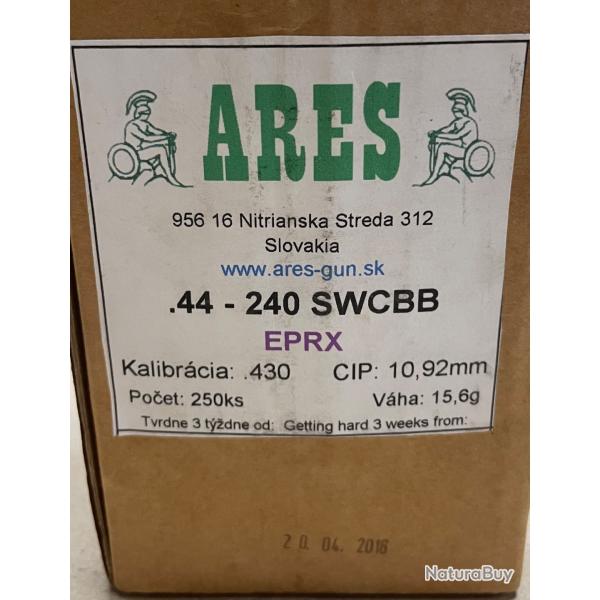 ARES
956 16 Nitrianska Streda 312
Slovakia
www.ares-gun.sk
.44 - 240 SWCBB
EPRX
Kalibrácia: .430 CIP: 10,92mm
Počet: 250ks Váha: 15,6g
Tvrdne 3 týždne od: Getting hard 3 weeks from:
20.04.2016
NaturaBuy